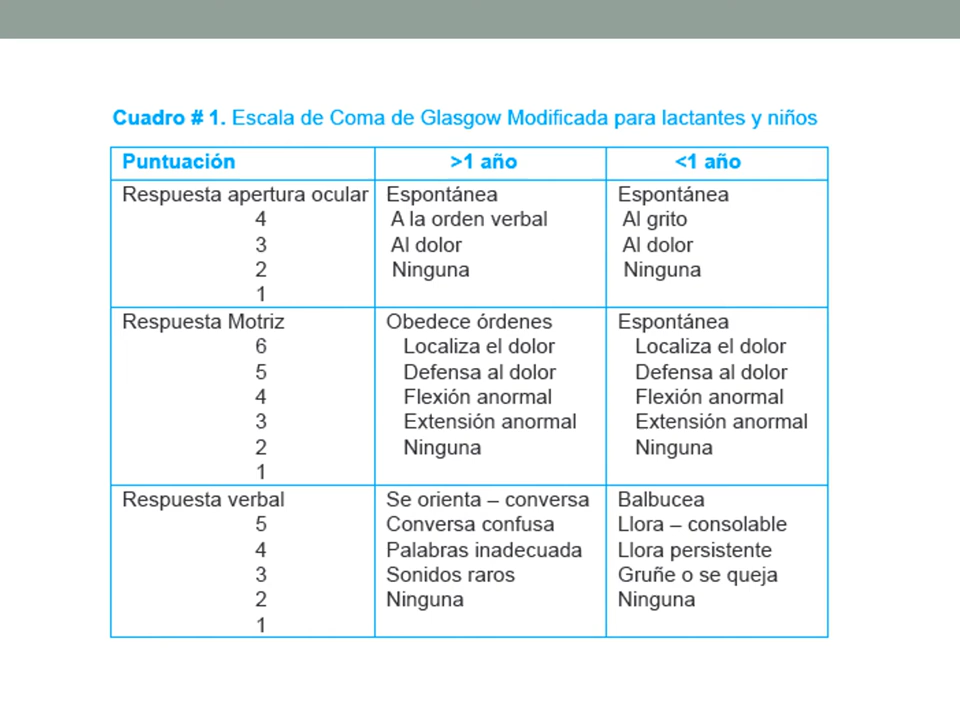 Cuadro # 1. Escala de Coma de Glasgow Modificada para lactantes y niños
Puntuación >1 año <1 año
Respuesta apertura ocular Espontánea Espontánea
4 A la orden verbal Al grito
3 Al dolor Al dolor
2 Ninguna Ninguna
1
Respuesta Motriz Obedece órdenes Espontánea
6 Localiza el dolor Localiza el dolor
5 Defensa al dolor Defensa al dolor
4 Flexión anormal Flexión anormal
3 Extensión anormal Extensión anormal
2 Ninguna Ninguna
1
Respuesta verbal Se orienta – conversa Balbucea
5 Conversa confusa Llora – consolable
4 Palabras inadecuada Llora persistente
3 Sonidos raros Gruñe o se queja
2 Ninguna Ninguna
1